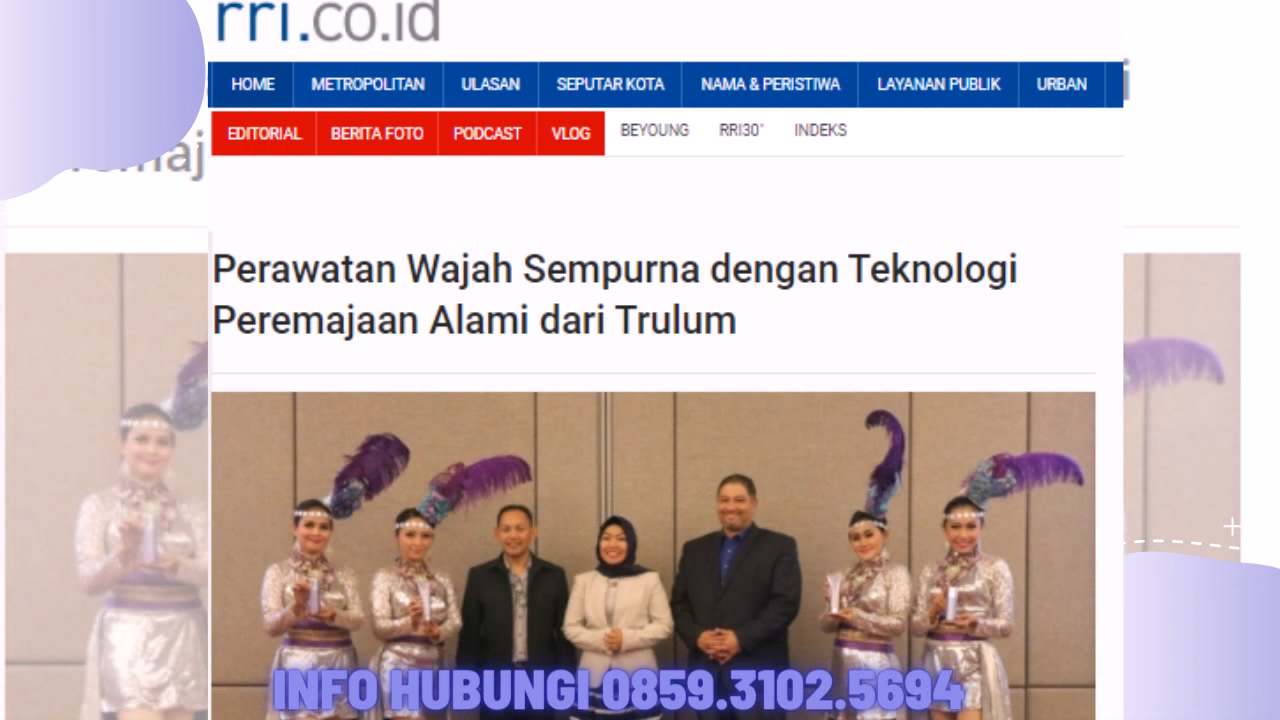 rri.co.id
HOME METROPOLITAN ULASAN SEPUTAR KOTA NAMA & PERISTIWA LAYANAN PUBLIK URBAN
EDITORIAL BERITA FOTO PODCAST VLOG BEYOUNG RRI30" INDEKS
Perawatan Wajah Sempurna dengan Teknologi
Peremajaan Alami dari Trulum
INFO HUBUNGI 0859.3102.5694